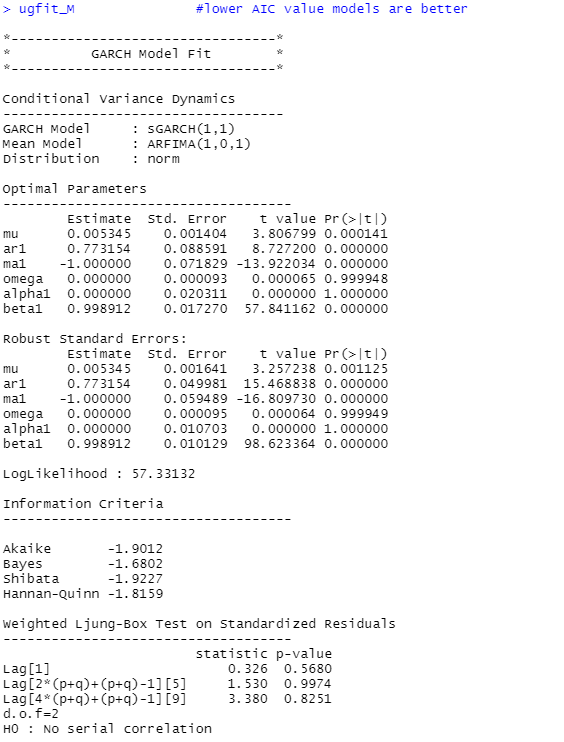 > ugfit_M               #lower AIC value models are better
*---------------------------------*
*          GARCH Model Fit        *
*---------------------------------*
Conditional Variance Dynamics
-----------------------------------
GARCH Model     : sGARCH(1,1)
Mean Model      : ARFIMA(1,0,1)
Distribution    : norm
Optimal Parameters
------------------------------------
        Estimate  Std. Error    t value Pr(>|t|)
mu      0.005345    0.001404   3.806799 0.000141
ar1     0.773154    0.088591   8.727200 0.000000
ma1    -1.000000    0.071829 -13.922034 0.000000
omega   0.000000    0.000093   0.000065 0.999948
alpha1  0.000000    0.020311   0.000000 1.000000
beta1   0.998912    0.017270  57.841162 0.000000
Robust Standard Errors:
        Estimate  Std. Error    t value Pr(>|t|)
mu      0.005345    0.001641   3.257238 0.001125
ar1     0.773154    0.049981  15.468838 0.000000
ma1    -1.000000    0.059489 -16.809730 0.000000
omega   0.000000    0.000095   0.000064 0.999949
alpha1  0.000000    0.010703   0.000000 1.000000
beta1   0.998912    0.010129  98.623364 0.000000
LogLikelihood : 57.33132
Information Criteria
------------------------------------
Akaike       -1.9012
Bayes        -1.6802
Shibata      -1.9227
Hannan-Quinn -1.8159
Weighted Ljung-Box Test on Standardized Residuals
------------------------------------
                        statistic p-value
Lag[1]                      0.326  0.5680
Lag[2*(p+q)+(p+q)-1][5]     1.530  0.9974
Lag[4*(p+q)+(p+q)-1][9]     3.380  0.8251
d.o.f=2
H0 : No serial correlation